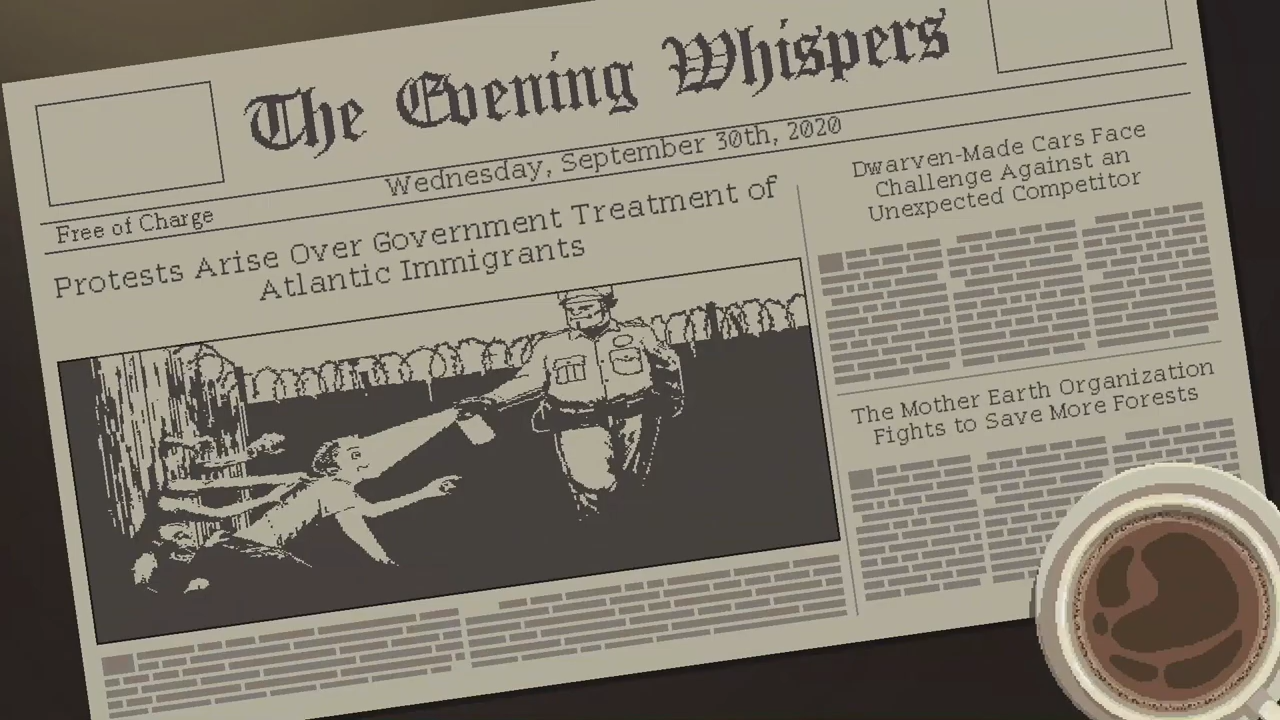 The Evening Whispers
Wednesday, September 30th, 2020
Free of Charge
Protests Arise Over Government Treatment of
Atlantic Immigrants
Dwarven-Made Cars Face
Challenge Against an
Unexpected Competitor
The Mother Earth Organization
Fights to Save More Forests